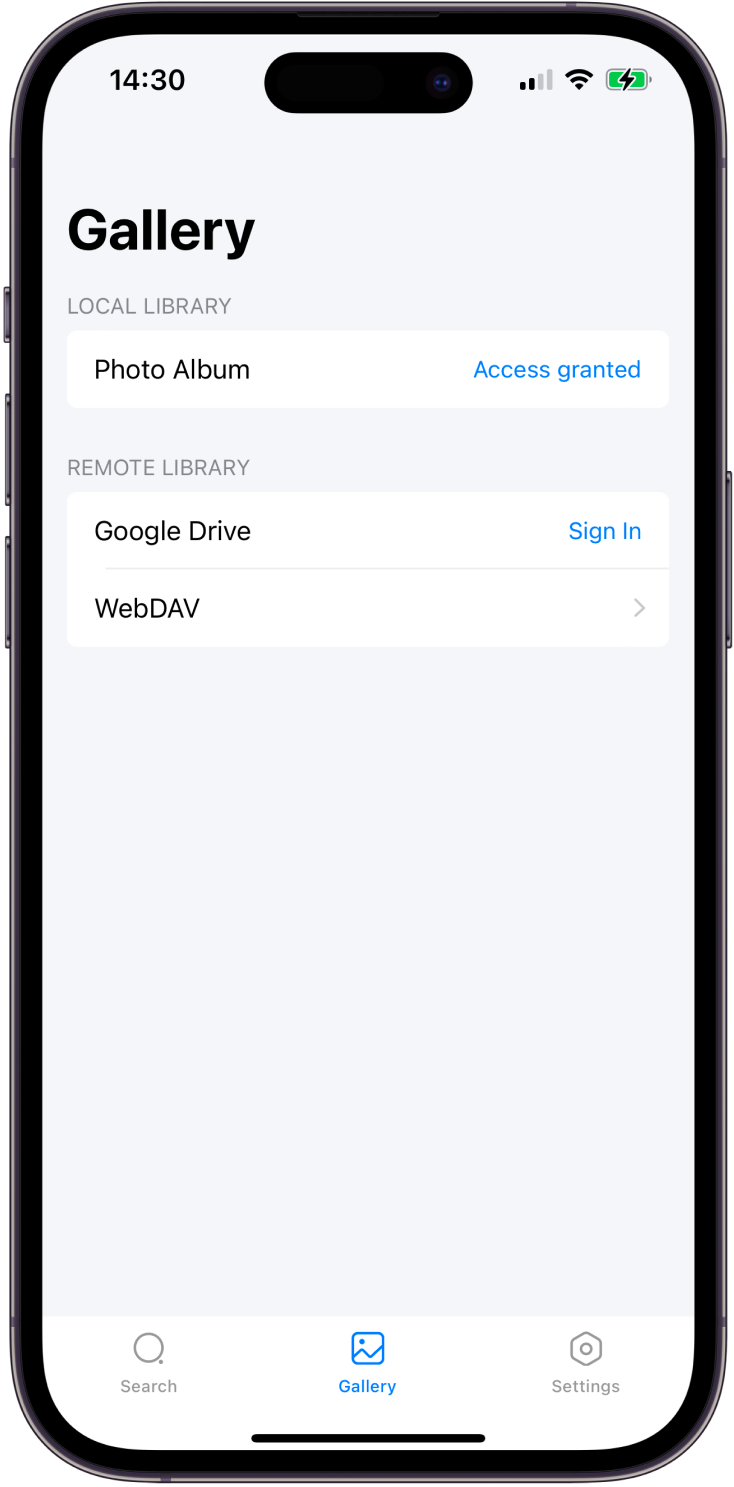 14:30
Gallery
LOCAL LIBRARY
Photo Album Access granted
REMOTE LIBRARY
Google Drive Sign In
WebDAV
Search Gallery Settings